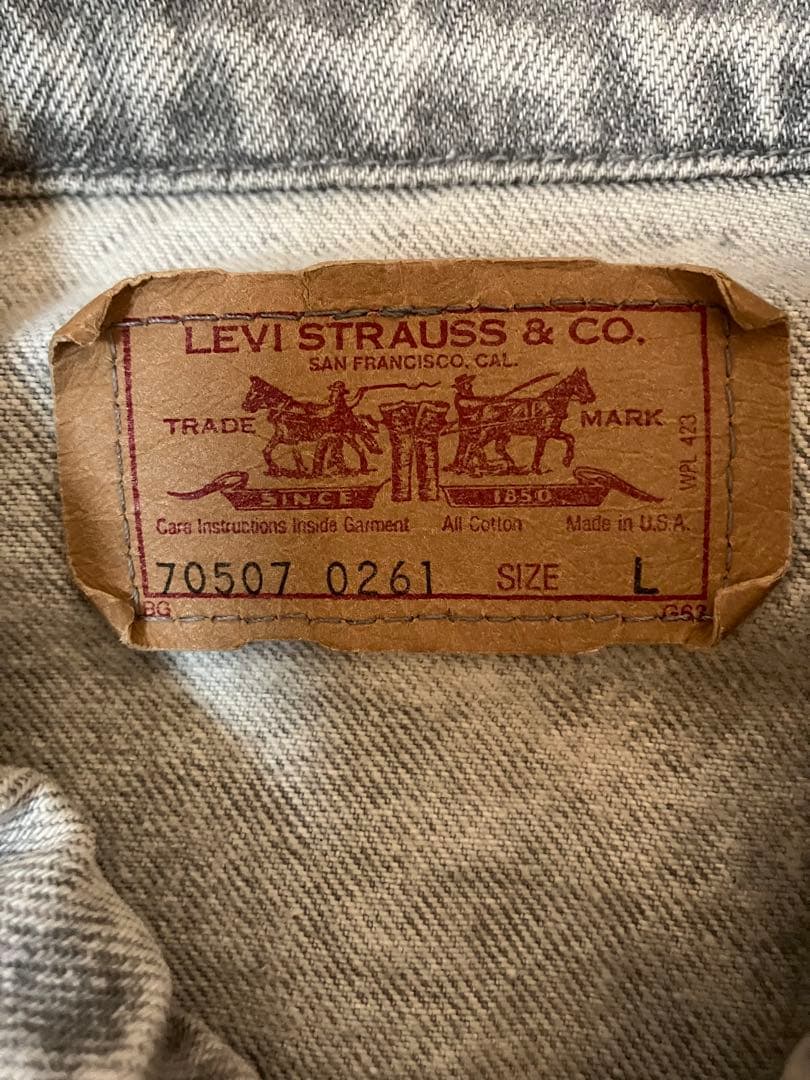 LEVI STRAUSS & CO.
SAN FRANCISCO, CAL.
TRADE MARK
SINCE 1850
WPL 423
Care Instructions Inside Garment All Cotton Made in U.S.A.
70507 0261 SIZE L
BG G62